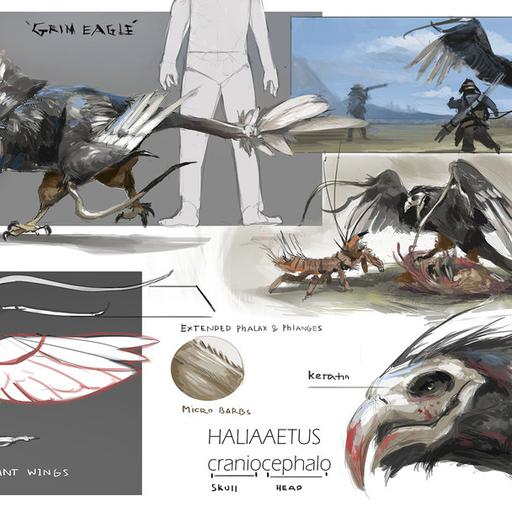 "GRIM EAGLE"
EXTENDED PHALAX & PHLANGES
MICRO BARBS
Keratin
HALIAAETUS
craniocephalo
SKUll HEAD
ANT WINGS